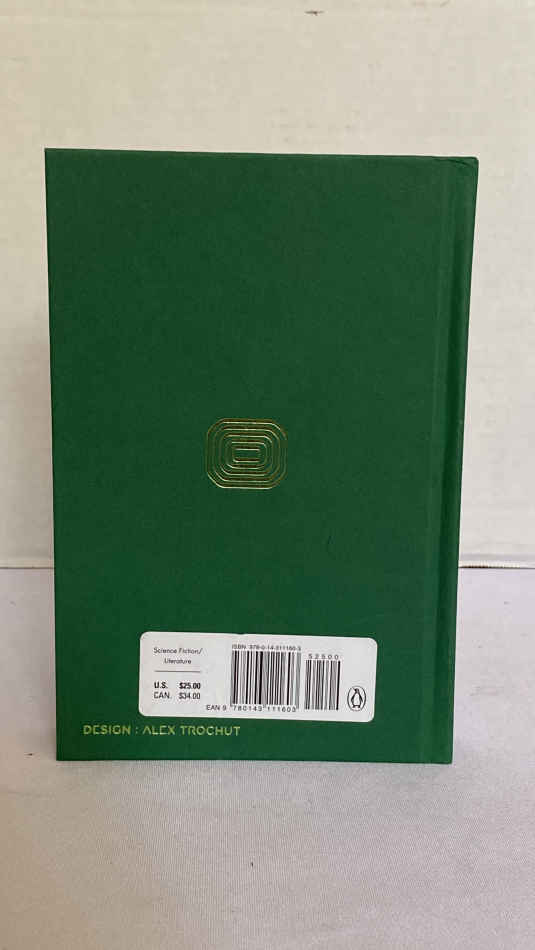 Science Fiction/
Literature
U.S. $25.00
CAN. $34.00
ISBN 978-0-14-311160-3
52500
EAN 9 780143 111603
DESIGN : ALEX TROCHUT